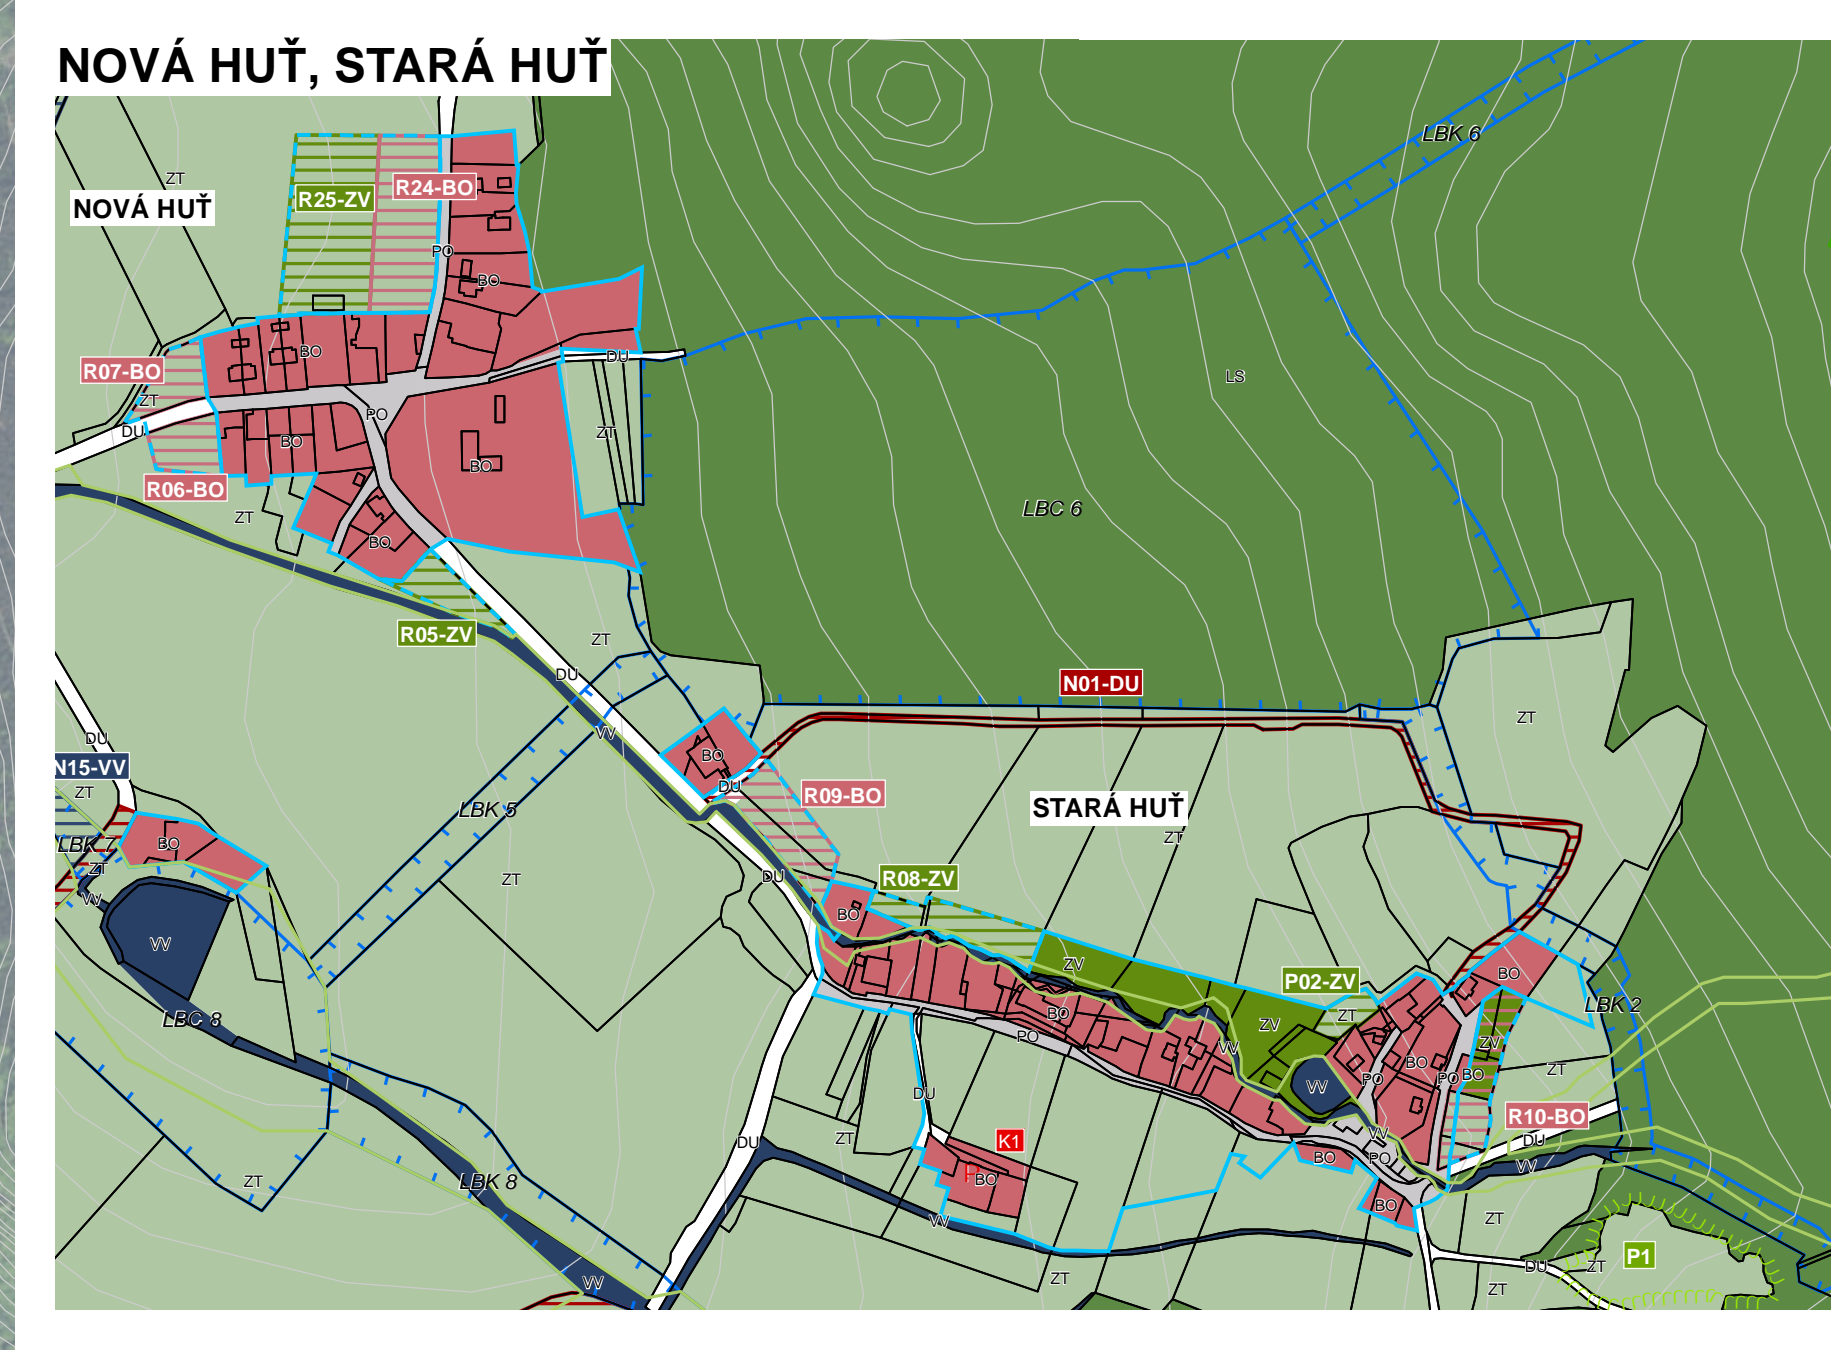 NOVÁ HUŤ, STARÁ HUŤ
LBK 6
ZT
NOVÁ HUŤ
R25-ZV
R24-BO
PO
BO
R07-BO
BO
DU
LS
ZT
DU
PO
BO
ZT
BO
R06-BO
ZT
LBC 6
BO
R05-ZV
ZT
DU
N01-DU
ZT
DU
VV
BO
N15-VV
ZT
DU
R09-BO
LBK 5
STARÁ HUŤ
ZT
LBK 7
BO
ZT
ZT
DU
R08-ZV
VV
BO
VV
ZV
P02-ZV
BO
LBK 2
LBC 8
BO
ZT
ZV
PO
VV
ZV
BO
ZT
PO
PO
BO
VV
DU
R10-BO
DU
ZT
K1
VV
DU
BO
PO
VV
ZT
LBK 8
BO
BO
VV
ZT
P1
DU
ZT
VV
ZT
ZT